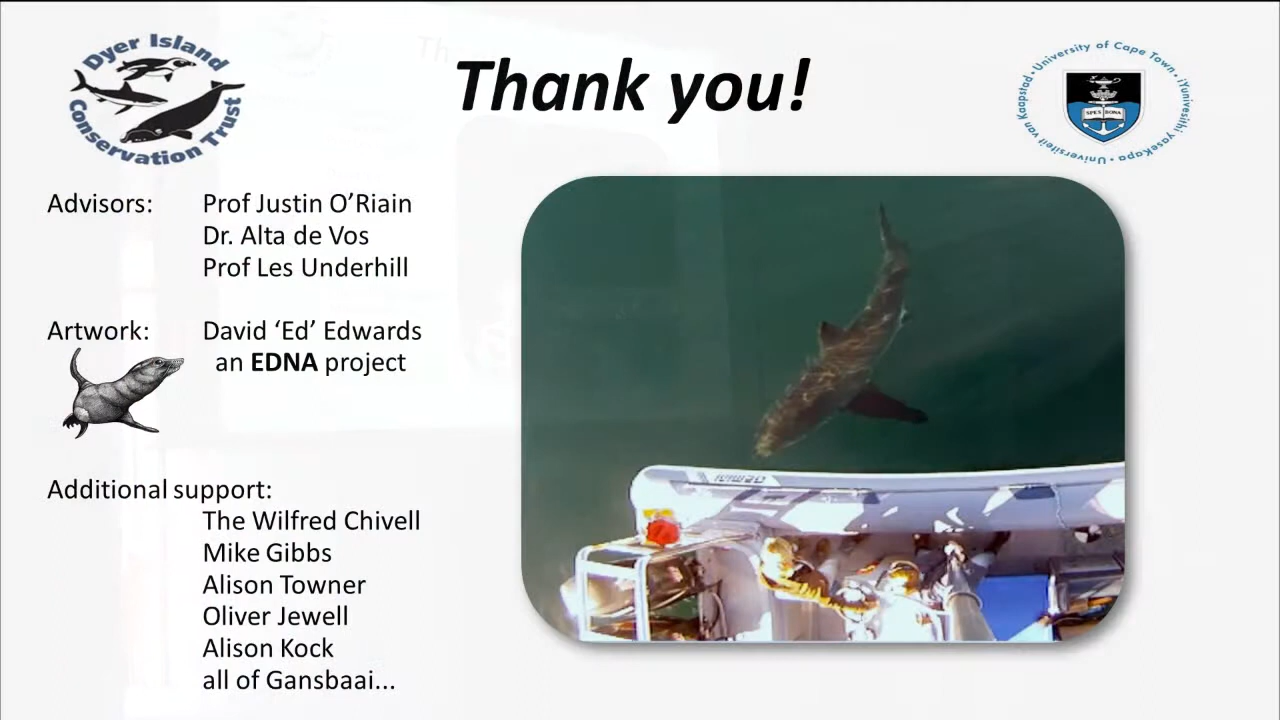 Dyer Island
Conservation Trust
Thank you!
University of Cape Town • iYunivesithi yaseKapa • Universiteit van Kaapstad •
SPES BONA
Advisors: Prof Justin O’Riain
Dr. Alta de Vos
Prof Les Underhill
Artwork: David ‘Ed’ Edwards
an EDNA project
Additional support:
The Wilfred Chivell
Mike Gibbs
Alison Towner
Oliver Jewell
Alison Kock
all of Gansbaai...